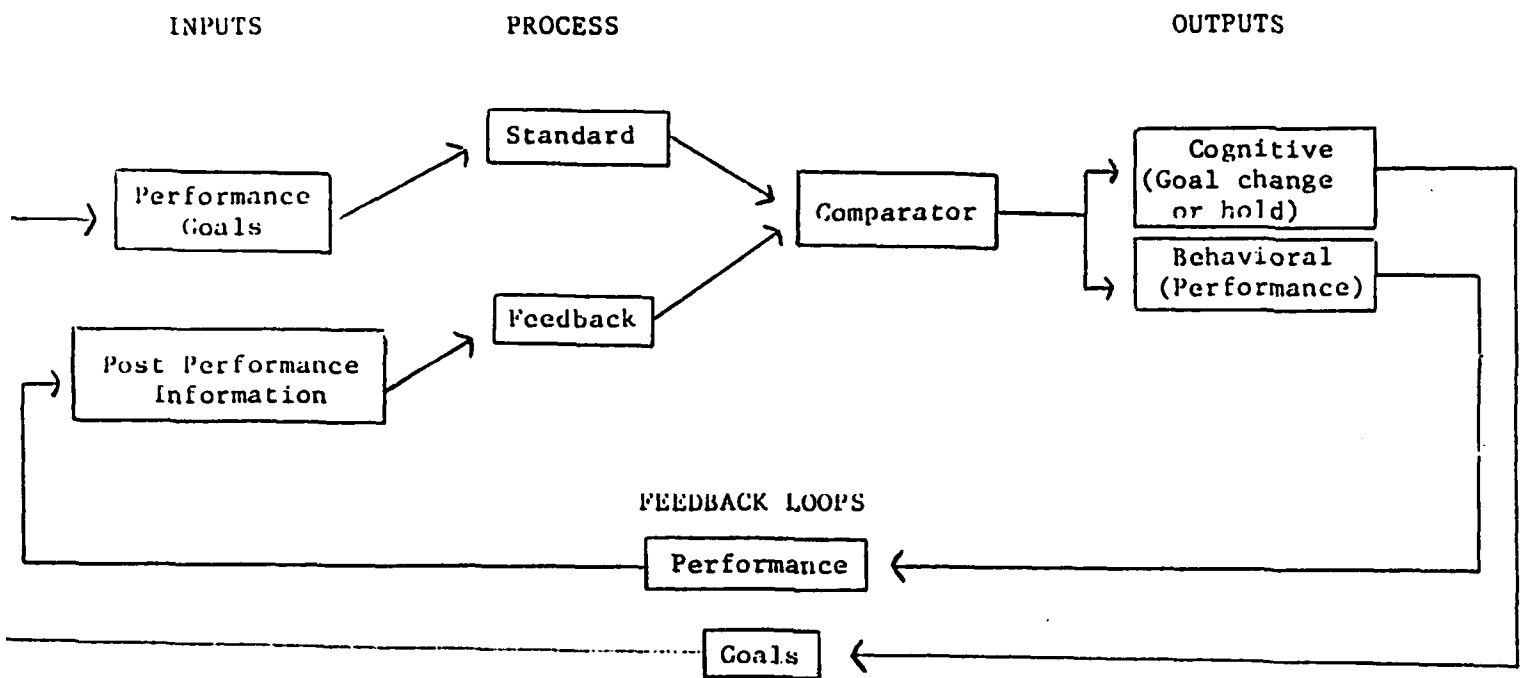 INPUTS PROCESS OUTPUTS
Standard
Performance
Goals
Comparator
Cognitive
(Goal change
or hold)
Behavioral
(Performance)
Feedback
Post Performance
Information
FEEDBACK LOOPS
Performance
Goals